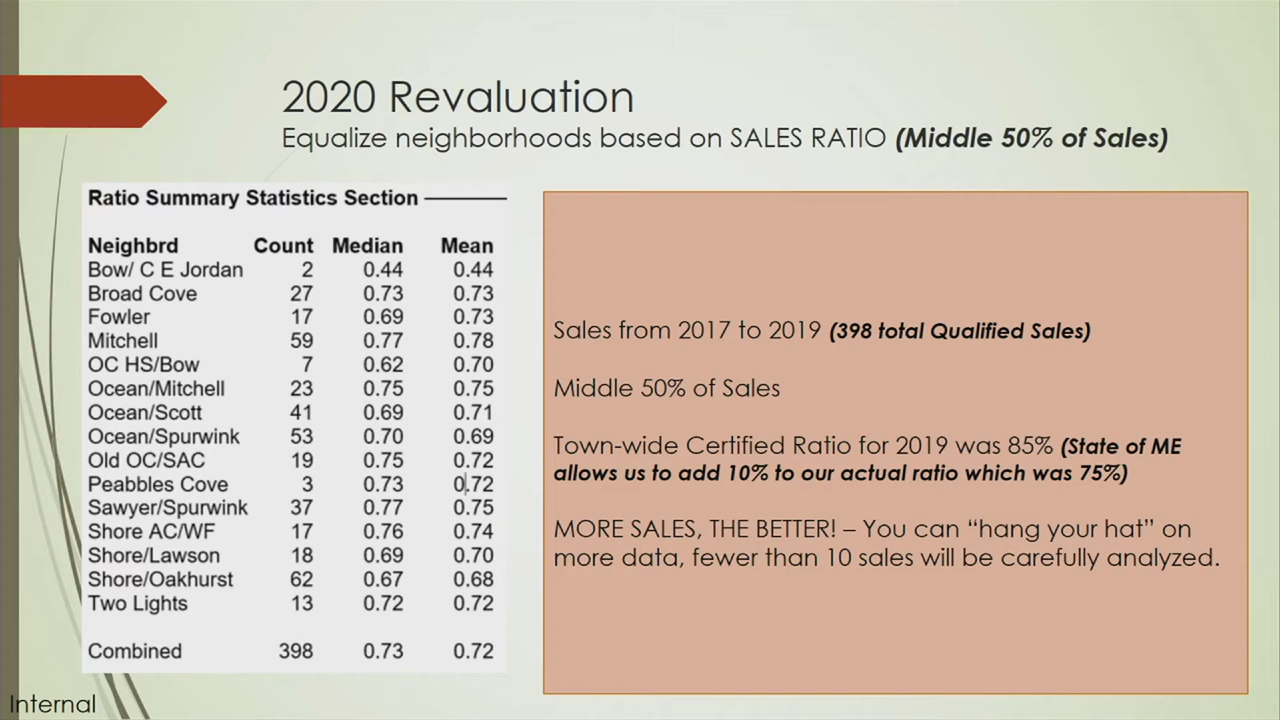 2020 Revaluation
Equalize neighborhoods based on SALES RATIO (Middle 50% of Sales)
Ratio Summary Statistics Section
Neighbrd Count Median Mean
Bow/ C E Jordan 2 0.44 0.44
Broad Cove 27 0.73 0.73
Fowler 17 0.69 0.73
Mitchell 59 0.77 0.78
OC HS/Bow 7 0.62 0.70
Ocean/Mitchell 23 0.75 0.75
Ocean/Scott 41 0.69 0.71
Ocean/Spurwink 53 0.70 0.69
Old OC/SAC 19 0.75 0.72
Peabbles Cove 3 0.73 0.72
Sawyer/Spurwink 37 0.77 0.75
Shore AC/WF 17 0.76 0.74
Shore/Lawson 18 0.69 0.70
Shore/Oakhurst 62 0.67 0.68
Two Lights 13 0.72 0.72
Combined 398 0.73 0.72
Sales from 2017 to 2019 (398 total Qualified Sales)
Middle 50% of Sales
Town-wide Certified Ratio for 2019 was 85% (State of ME
allows us to add 10% to our actual ratio which was 75%)
MORE SALES, THE BETTER! – You can “hang your hat” on
more data, fewer than 10 sales will be carefully analyzed.
Internal